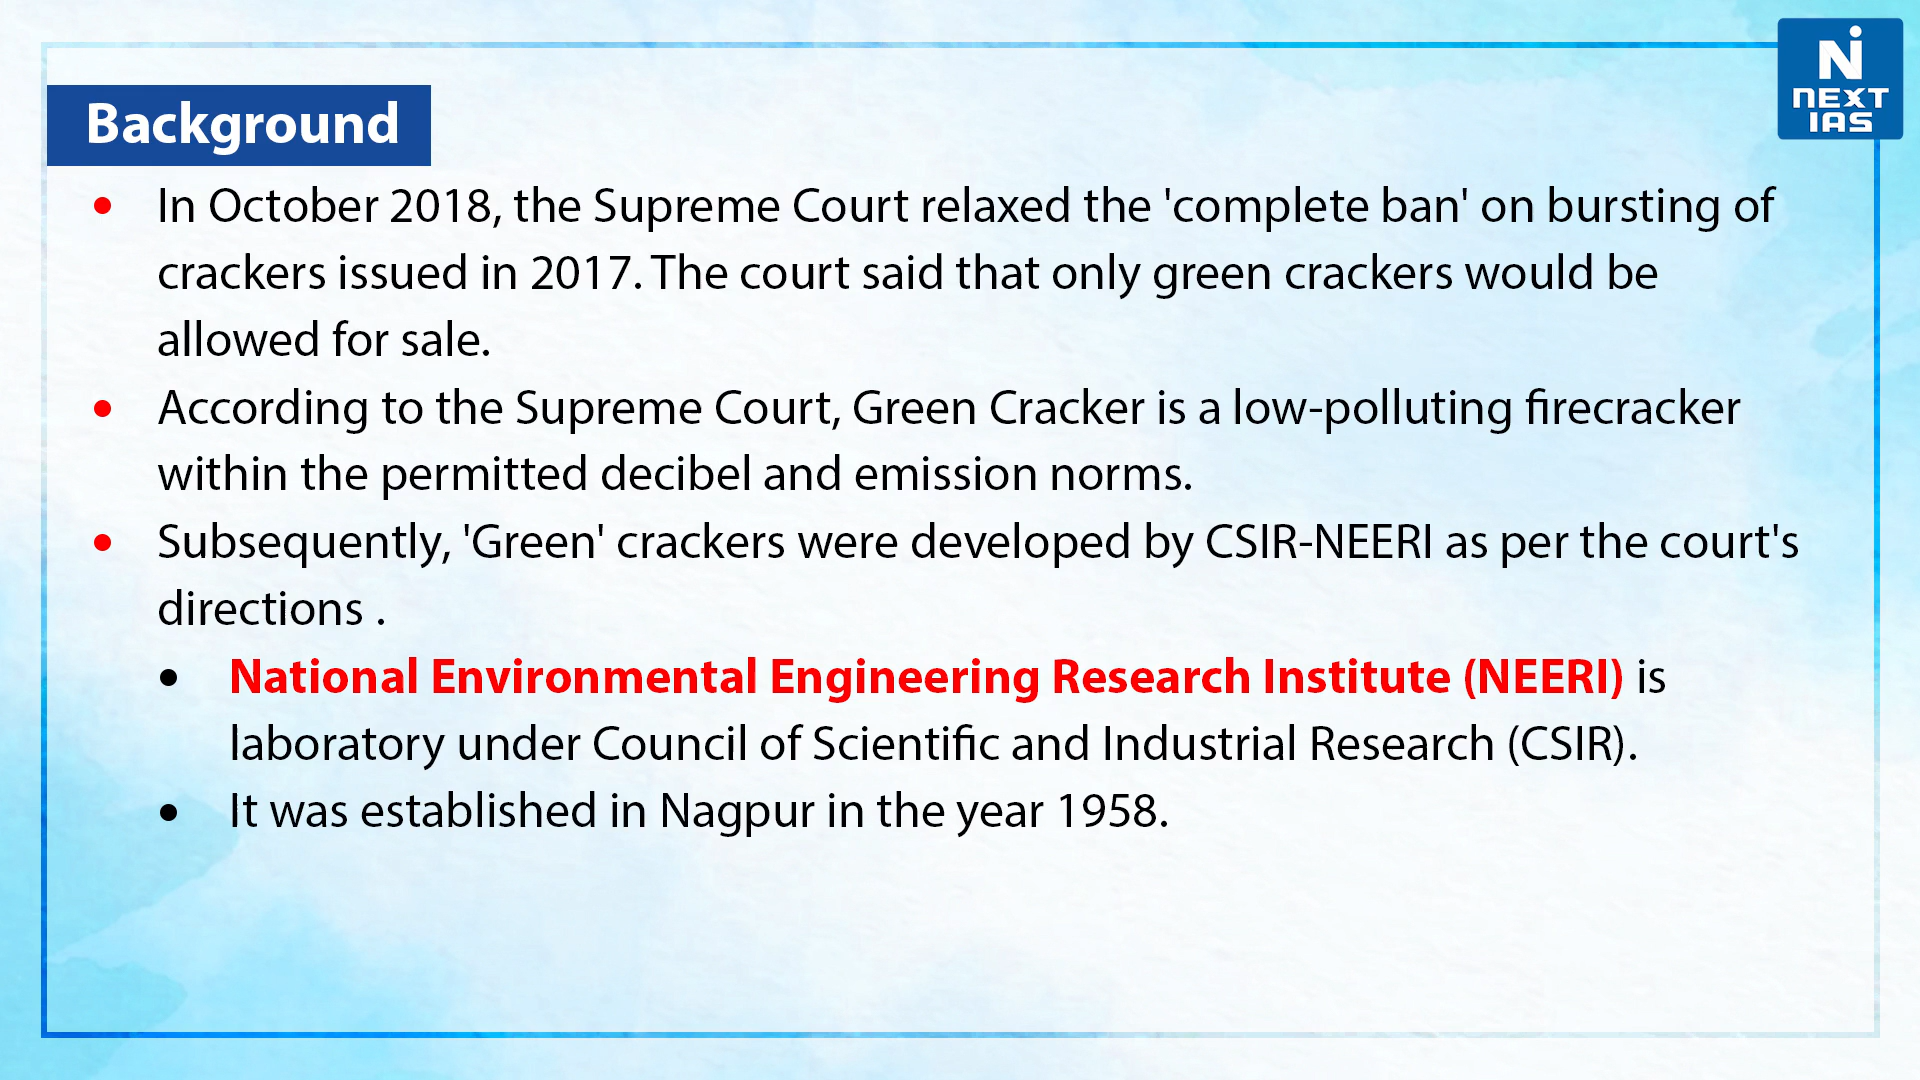 NEXT
IAS
Background
• In October 2018, the Supreme Court relaxed the 'complete ban' on bursting of
crackers issued in 2017. The court said that only green crackers would be
allowed for sale.
• According to the Supreme Court, Green Cracker is a low-polluting firecracker
within the permitted decibel and emission norms.
• Subsequently, 'Green' crackers were developed by CSIR-NEERI as per the court's
directions .
• National Environmental Engineering Research Institute (NEERI) is
laboratory under Council of Scientific and Industrial Research (CSIR).
• It was established in Nagpur in the year 1958.